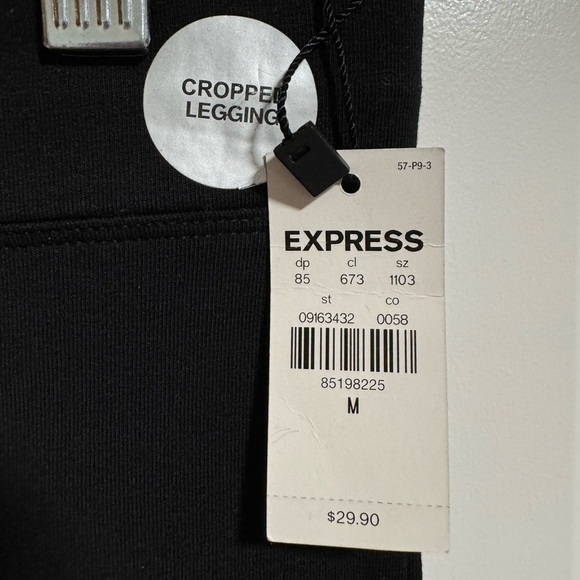 CROPPED
LEGGING
57-P9-3
EXPRESS
dp cl sz
85 673 1103
st co
09163432 0058
85198225
M
$29.90